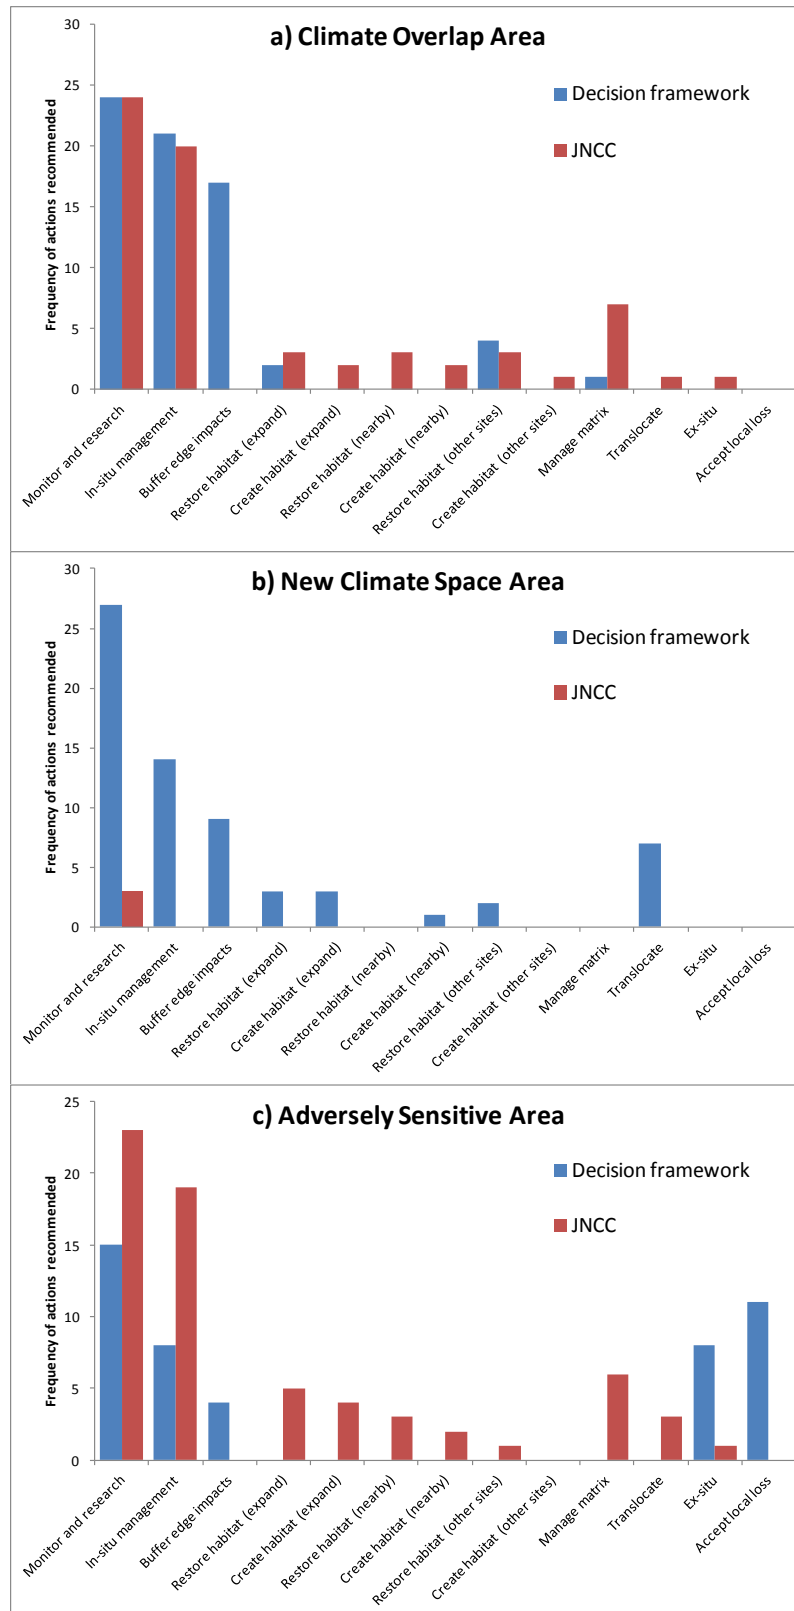 a) Climate Overlap Area
Frequency of actions recommended
30
25
20
15
10
5
0
Decision framework
JNCC
Monitor and research
In-situ management
Buffer edge impacts
Restore habitat (expand)
Create habitat (expand)
Restore habitat (nearby)
Create habitat (nearby)
Restore habitat (other sites)
Create habitat (other sites)
Manage matrix
Translocate
Ex-situ
Accept local loss
b) New Climate Space Area
Frequency of actions recommended
30
25
20
15
10
5
0
Decision framework
JNCC
Monitor and research
In-situ management
Buffer edge impacts
Restore habitat (expand)
Create habitat (expand)
Restore habitat (nearby)
Create habitat (nearby)
Restore habitat (other sites)
Create habitat (other sites)
Manage matrix
Translocate
Ex-situ
Accept local loss
c) Adversely Sensitive Area
Frequency of actions recommended
25
20
15
10
5
0
Decision framework
JNCC
Monitor and research
In-situ management
Buffer edge impacts
Restore habitat (expand)
Create habitat (expand)
Restore habitat (nearby)
Create habitat (nearby)
Restore habitat (other sites)
Create habitat (other sites)
Manage matrix
Translocate
Ex-situ
Accept local loss